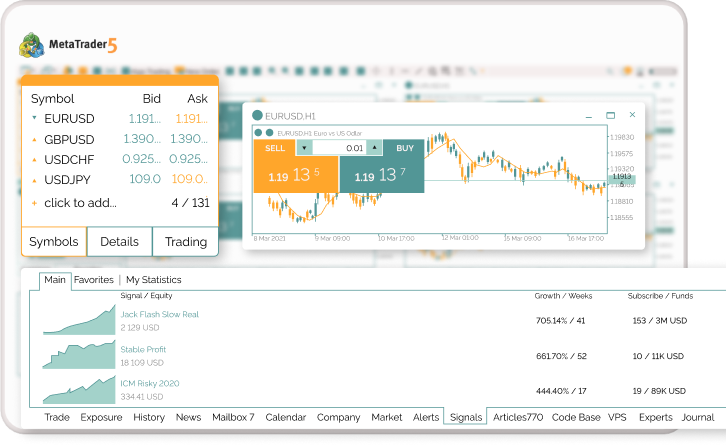 MetaTrader 5
Symbol Bid Ask
EURUSD 1.191... 1.191...
GBPUSD 1.390... 1.390...
USDCHF 0.925... 0.925...
USDJPY 109.0 109.0..
+ click to add... 4 / 131
Symbols Details Trading
EURUSD.H1
EURUSD.H1 Euro vs US Odlar
SELL 0.01 BUY
1.19 13 5 1.19 13 7
1.19830
1.19575
1.19320
1.1913
5
1.18810
1.18555
8 Mar 2023 9 Mar 09:00 10 Mar 17:00 12 Mar 01:00 15 Mar 09:00 16 Mar 17:00
Main Favorites | My Statistics
Signal / Equity Growth / Weeks Subscribe / Funds
Jack Flash Slow Real 705.14% / 41 153 / 3M USD
2 129 USD
Stable Profit 661.70% / 52 10 / 11K USD
18 109 USD
ICM Risky 2020 444.40% / 17 19 / 89K USD
334.41 USD
Trade Exposure History News Mailbox 7 Calendar Company Market Alerts Signals Articles770 Code Base VPS Experts Journal